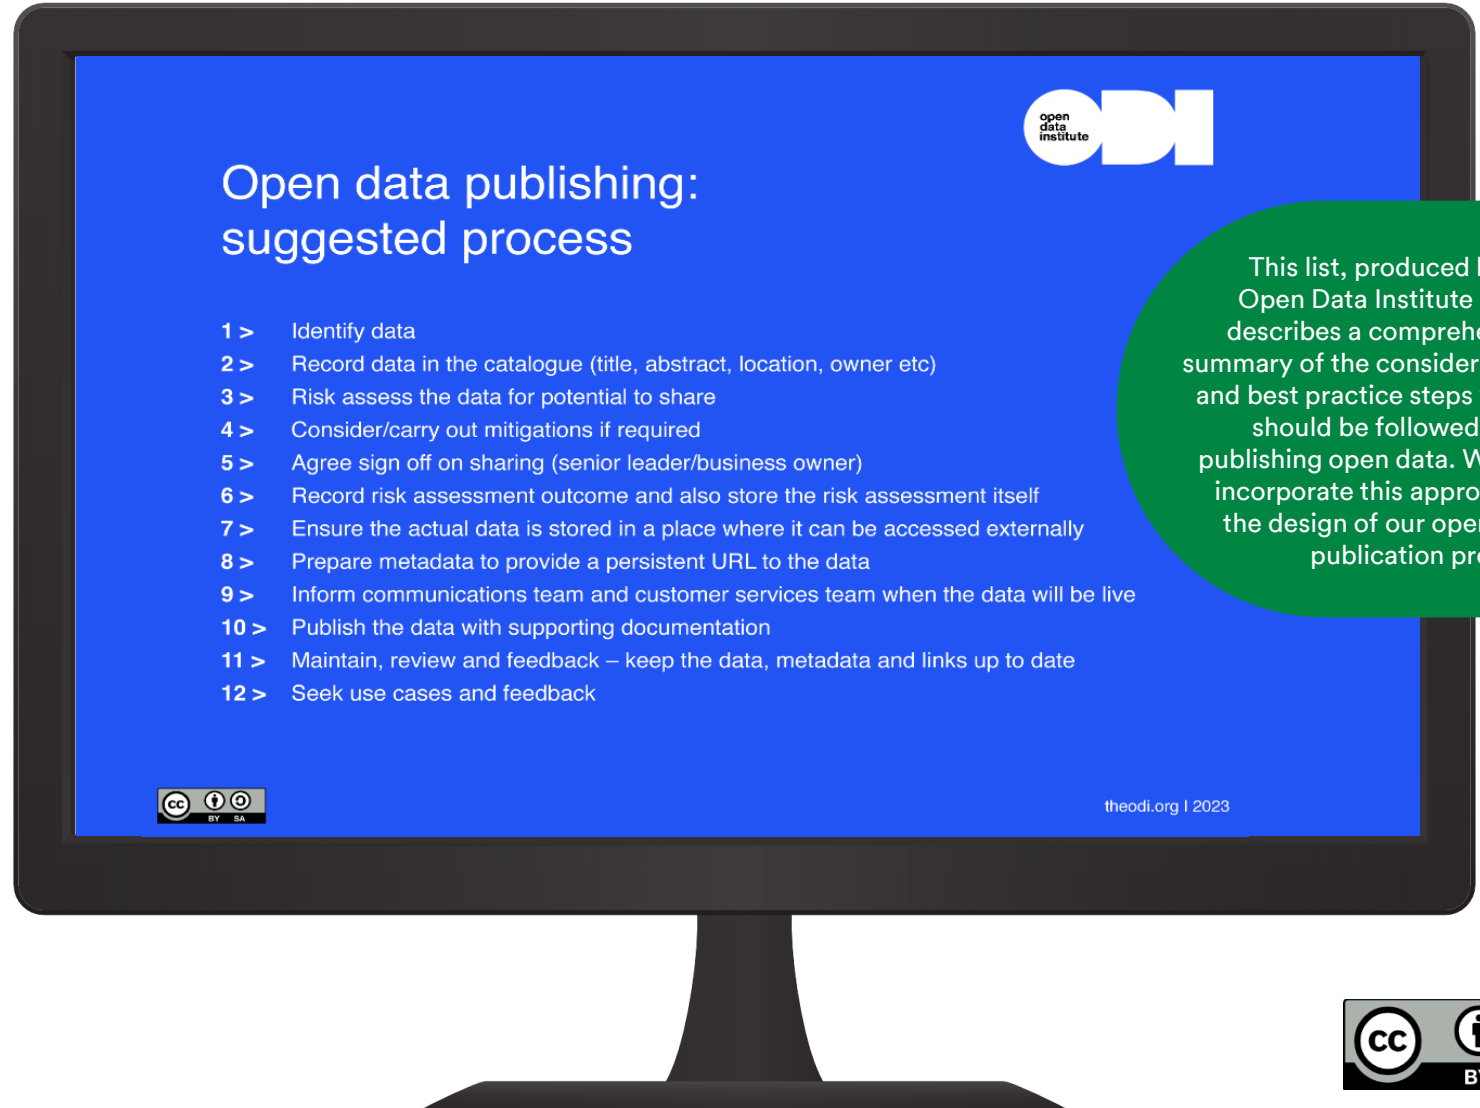 open
data
institute
ODI
Open data publishing:
suggested process
1 > Identify data
2 > Record data in the catalogue (title, abstract, location, owner etc)
3 > Risk assess the data for potential to share
4 > Consider/carry out mitigations if required
5 > Agree sign off on sharing (senior leader/business owner)
6 > Record risk assessment outcome and also store the risk assessment itself
7 > Ensure the actual data is stored in a place where it can be accessed externally
8 > Prepare metadata to provide a persistent URL to the data
9 > Inform communications team and customer services team when the data will be live
10 > Publish the data with supporting documentation
11 > Maintain, review and feedback – keep the data, metadata and links up to date
12 > Seek use cases and feedback
cc
BY SA
theodi.org | 2023
This list, produced
Open Data Institute
describes a
summary of the
and best practice steps
should be followed
publishing open data.
incorporate this
the design of our
publication
cc